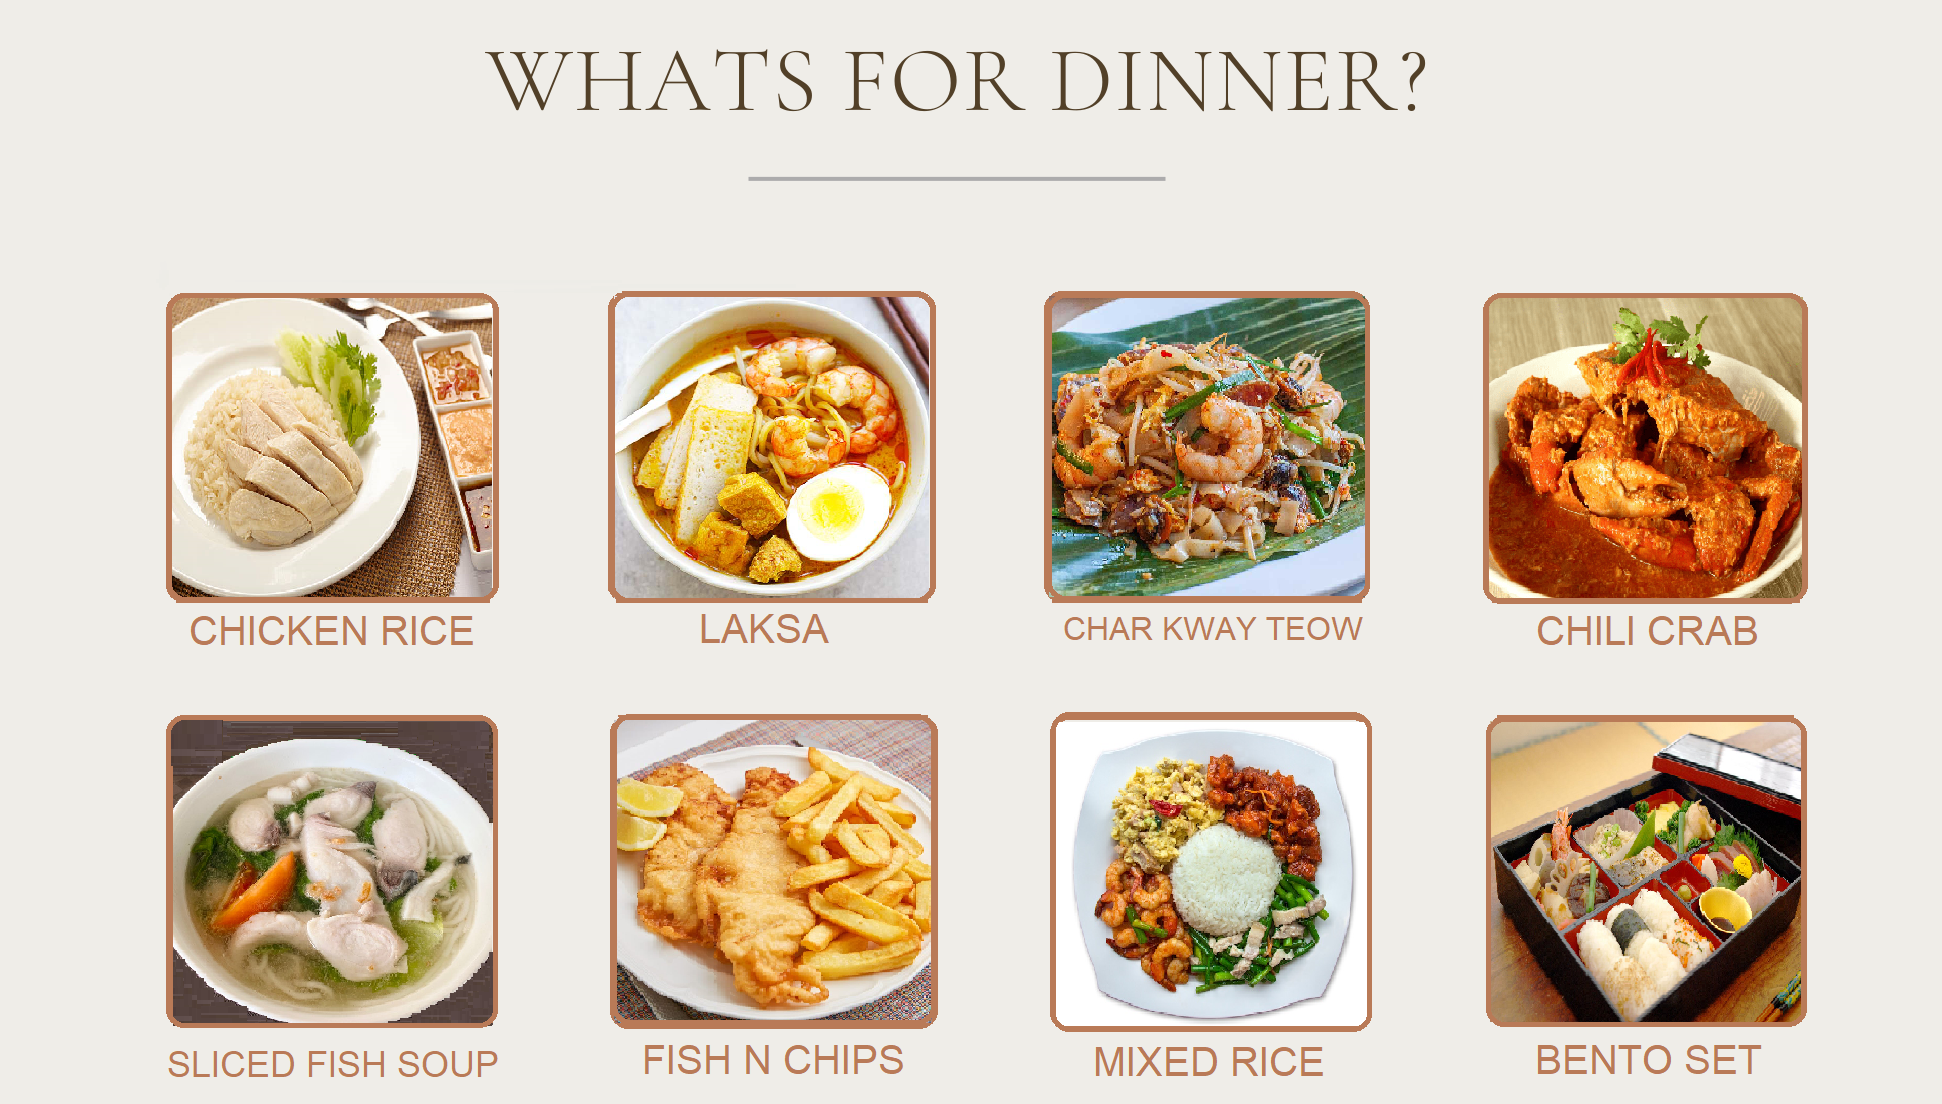 WHATS FOR DINNER?
CHICKEN RICE
LAKSA
CHAR KWAY TEOW
CHILI CRAB
SLICED FISH SOUP
FISH N CHIPS
MIXED RICE
BENTO SET